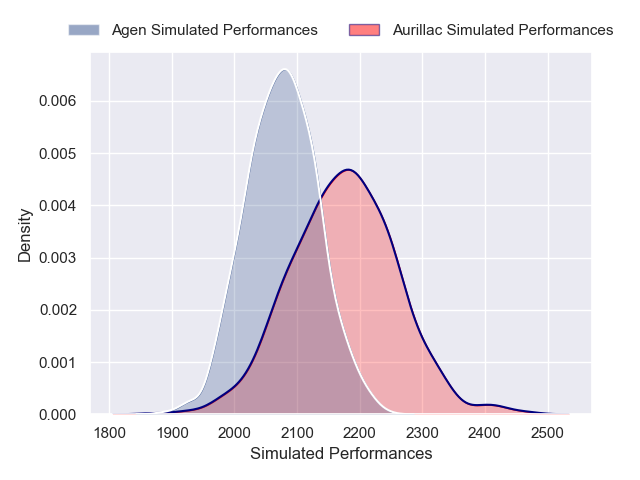 Agen Simulated Performances
Aurillac Simulated Performances
0.006
0.005
0.004
0.003
0.002
0.001
0.000
Density
1800 1900 2000 2100 2200 2300 2400 2500
Simulated Performances